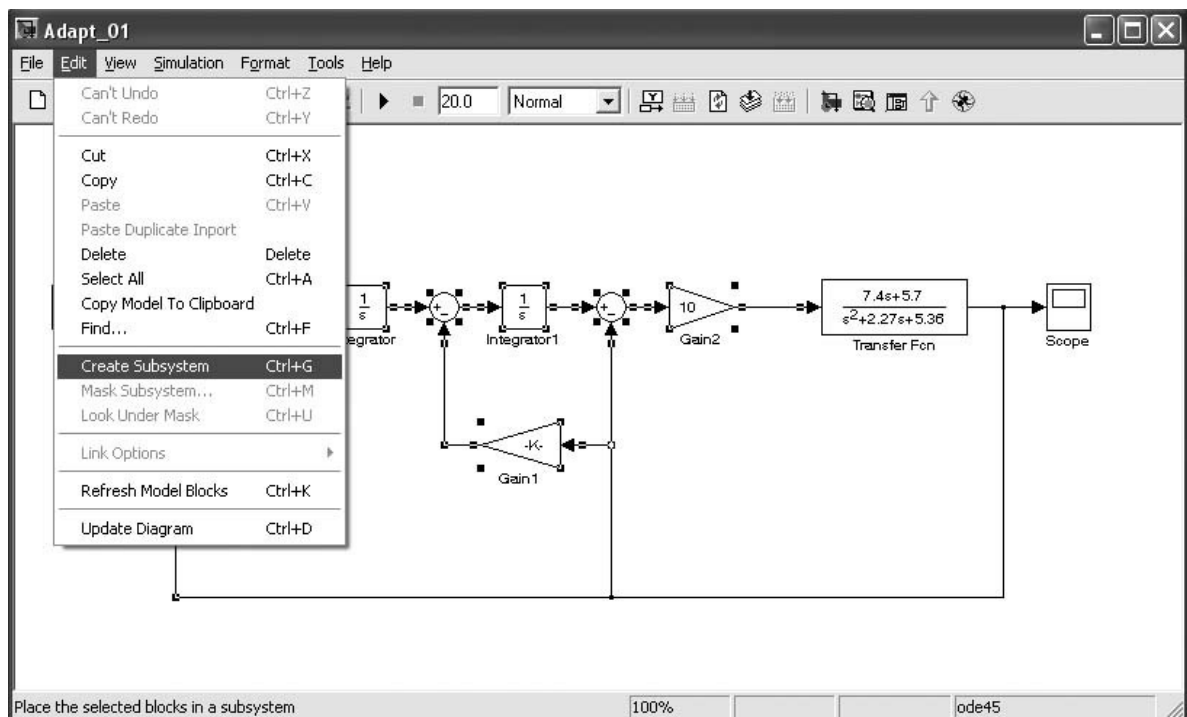 Adapt_01
File Edit View Simulation Format Tools Help
20.0 Normal
Can't Undo Ctrl+Z
Can't Redo Ctrl+Y
Cut Ctrl+X
Copy Ctrl+C
Paste Ctrl+V
Paste Duplicate Inport
Delete Delete
Select All Ctrl+A
Copy Model To Clipboard
Find... Ctrl+F
Create Subsystem Ctrl+G
Mask Subsystem... Ctrl+M
Look Under Mask Ctrl+U
Link Options
Refresh Model Blocks Ctrl+K
Update Diagram Ctrl+D
1
s
egrator
+
-
1
s
Integrator1
+
-
10
Gain2
7.4s+5.7
s²+2.27s+5.36
Transfer Fcn
Scope
-K-
Gain1
Place the selected blocks in a subsystem 100% ode45